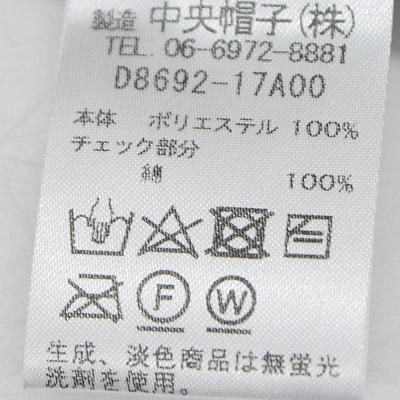 製造 中央帽子(株)
TEL. 06-6972-8881
D8692-17A00
本体 ポリエステル 100%
チェック部分
綿 100%
F W
生成、淡色商品は無蛍光
洗剤を使用。